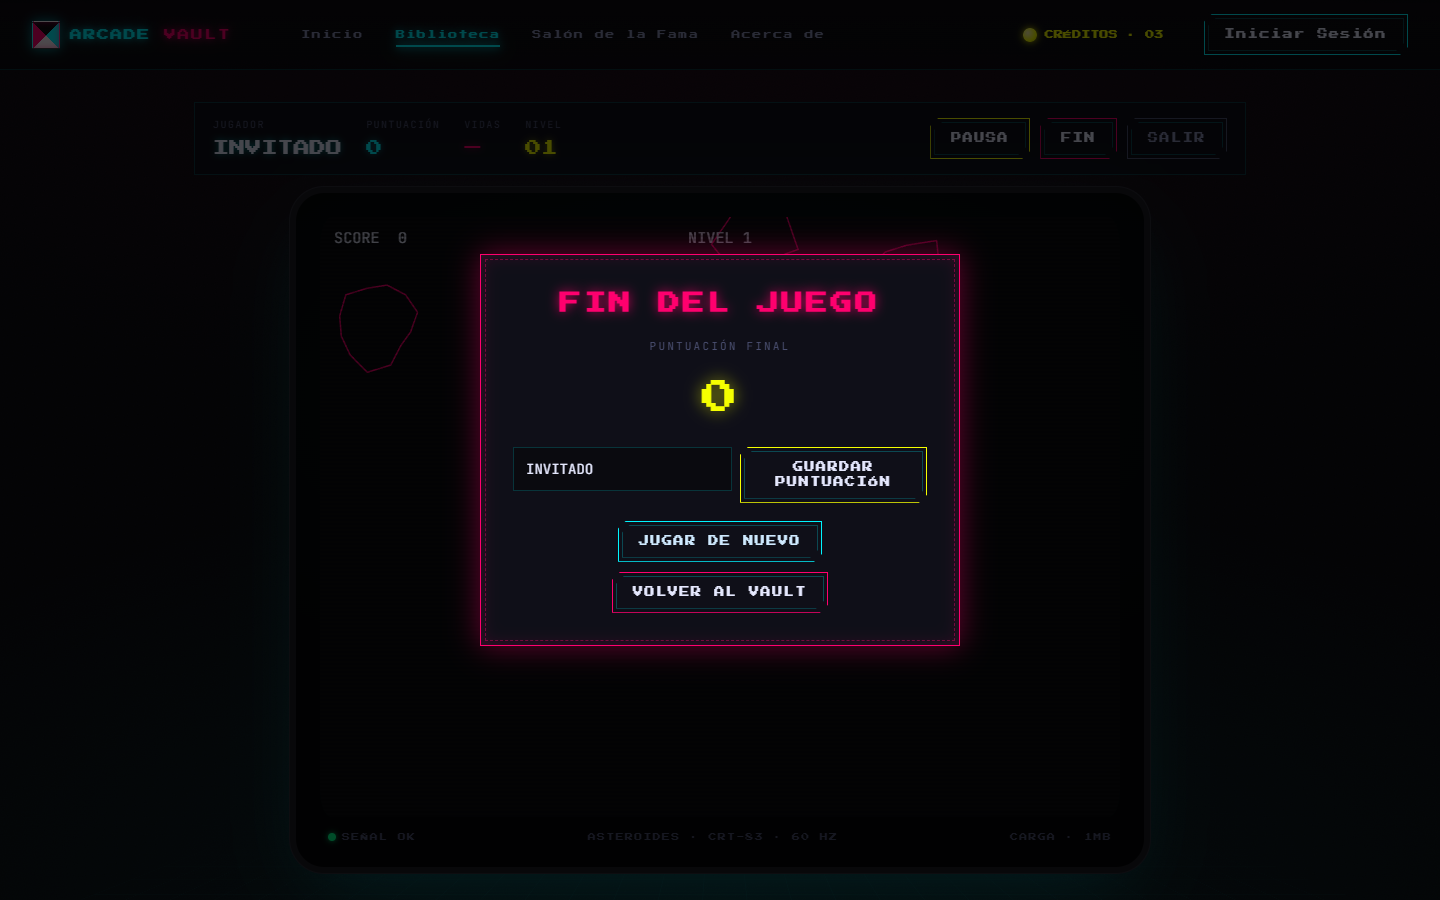 ARCADE VAULT
Inicio
Biblioteca
Salón de la Fama
Acerca de
CRéDITOS · 03
Iniciar Sesión
JUGADOR
PUNTUACIÓN
VIDAS
NIVEL
INVITADO
0
—
01
PAUSA
FIN
SALIR
SCORE 0
NIVEL 1
FIN DEL JUEGO
PUNTUACIÓN FINAL
0
INVITADO
GUARDAR
PUNTUACIóN
JUGAR DE NUEVO
VOLVER AL VAULT
SEñAL OK
ASTEROIDES · CRT-S3 · 60 HZ
CARGA · 1MB